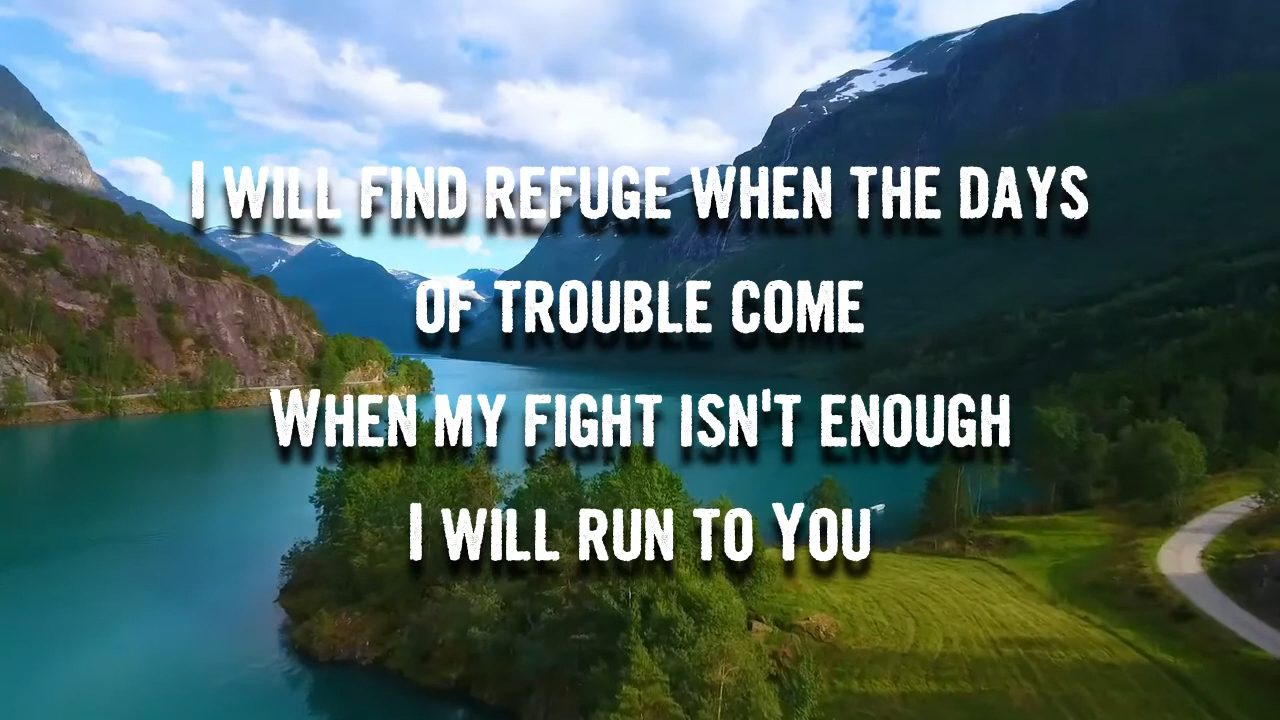 I will find refuge when the days
of trouble come
When my fight isn't enough
I will run to You